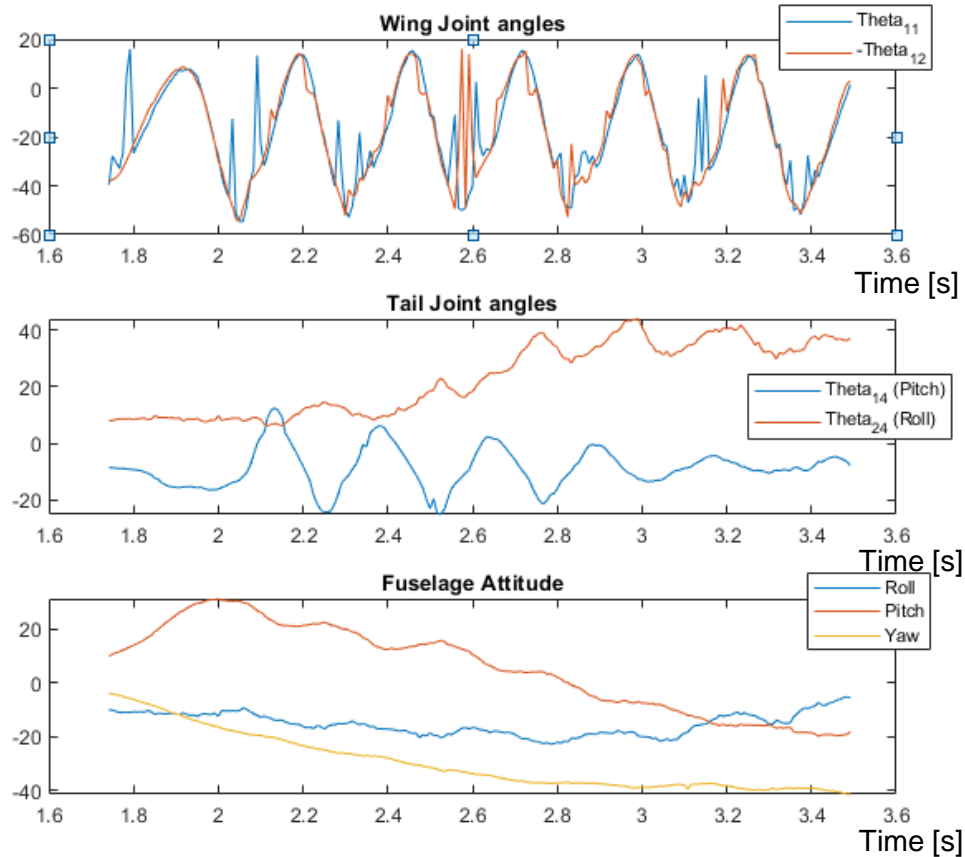 Wing Joint angles
Theta11
-Theta12
20
0
-20
-40
-60
1.6 1.8 2 2.2 2.4 2.6 2.8 3 3.2 3.4 3.6
Time [s]
Tail Joint angles
40
20
0
-20
Theta14 (Pitch)
Theta24 (Roll)
1.6 1.8 2 2.2 2.4 2.6 2.8 3 3.2 3.4 3.6
Time [s]
Fuselage Attitude
Roll
Pitch
Yaw
20
0
-20
-40
1.6 1.8 2 2.2 2.4 2.6 2.8 3 3.2 3.4 3.6
Time [s]